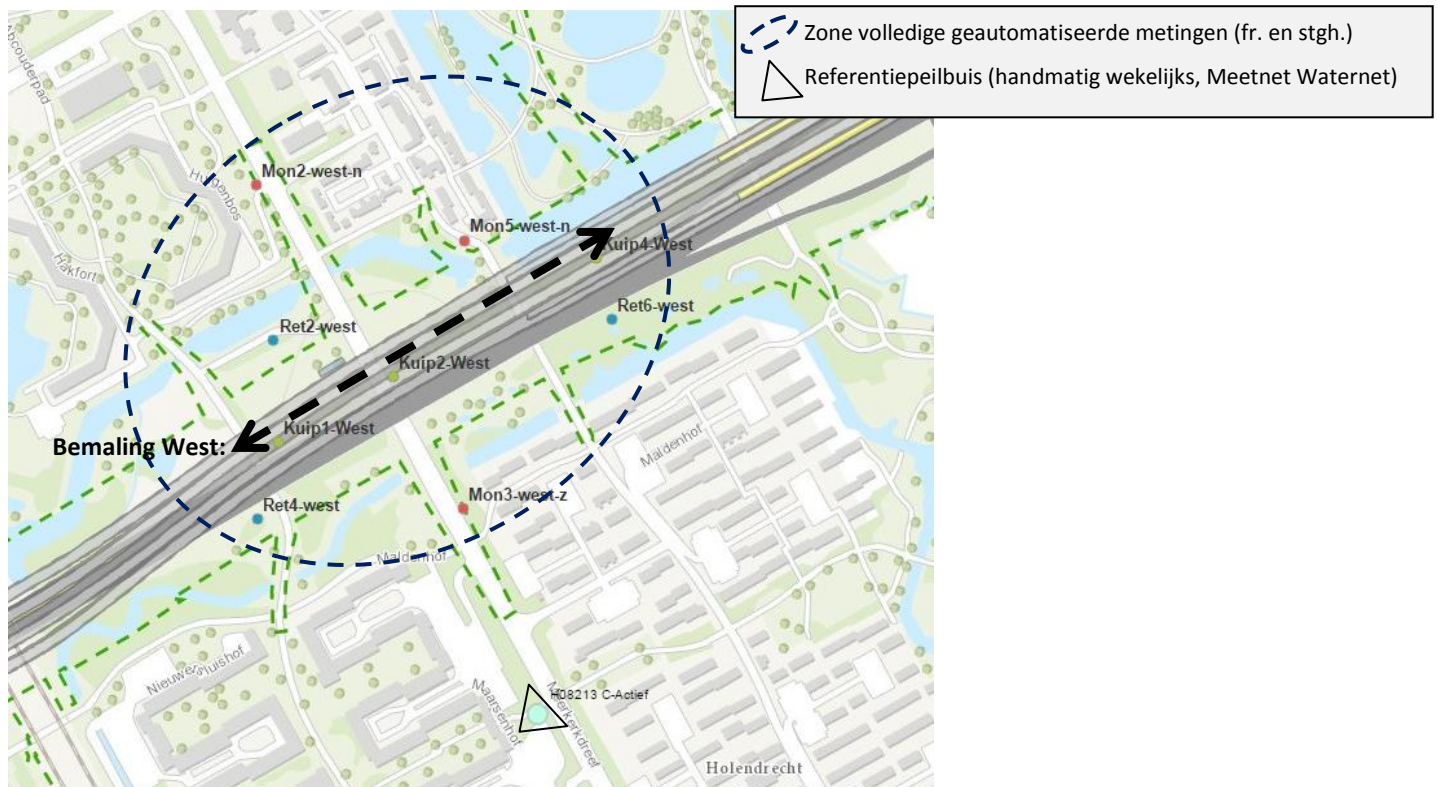 Zone volledige geautomatiseerde metingen (fr. en stgh.)
Referentiepeilbuis (handmatig wekelijks, Meetnet Waternet)
Abcouderpad
Mon2-west-n
Huigenbos
Mon5-west-n
Kuip4-West
Hakfort
Ret6-west
Ret2-west
Kuip2-West
Bemaling West:
Kuip1-West
Maldenhof
Ret4-west
Mon3-west-z
Maldenhof
Nieuwersluishof
H08213 C-Actief
Maarsenhof
Meerkerkdreef
Holendrecht